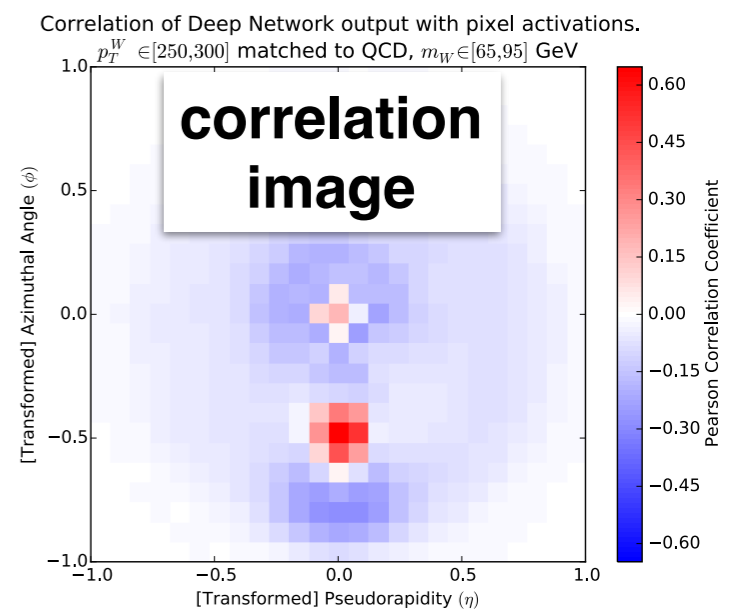 Correlation of Deep Network output with pixel activations.
p_T^W ∈[250,300] matched to QCD, m_W∈[65,95] GeV
correlation
image
1.0
0.5
0.0
−0.5
−1.0
[Transformed] Azimuthal Angle (ϕ)
−1.0 −0.5 0.0 0.5 1.0
[Transformed] Pseudorapidity (η)
0.60
0.45
0.30
0.15
0.00
−0.15
−0.30
−0.45
−0.60
Pearson Correlation Coefficient